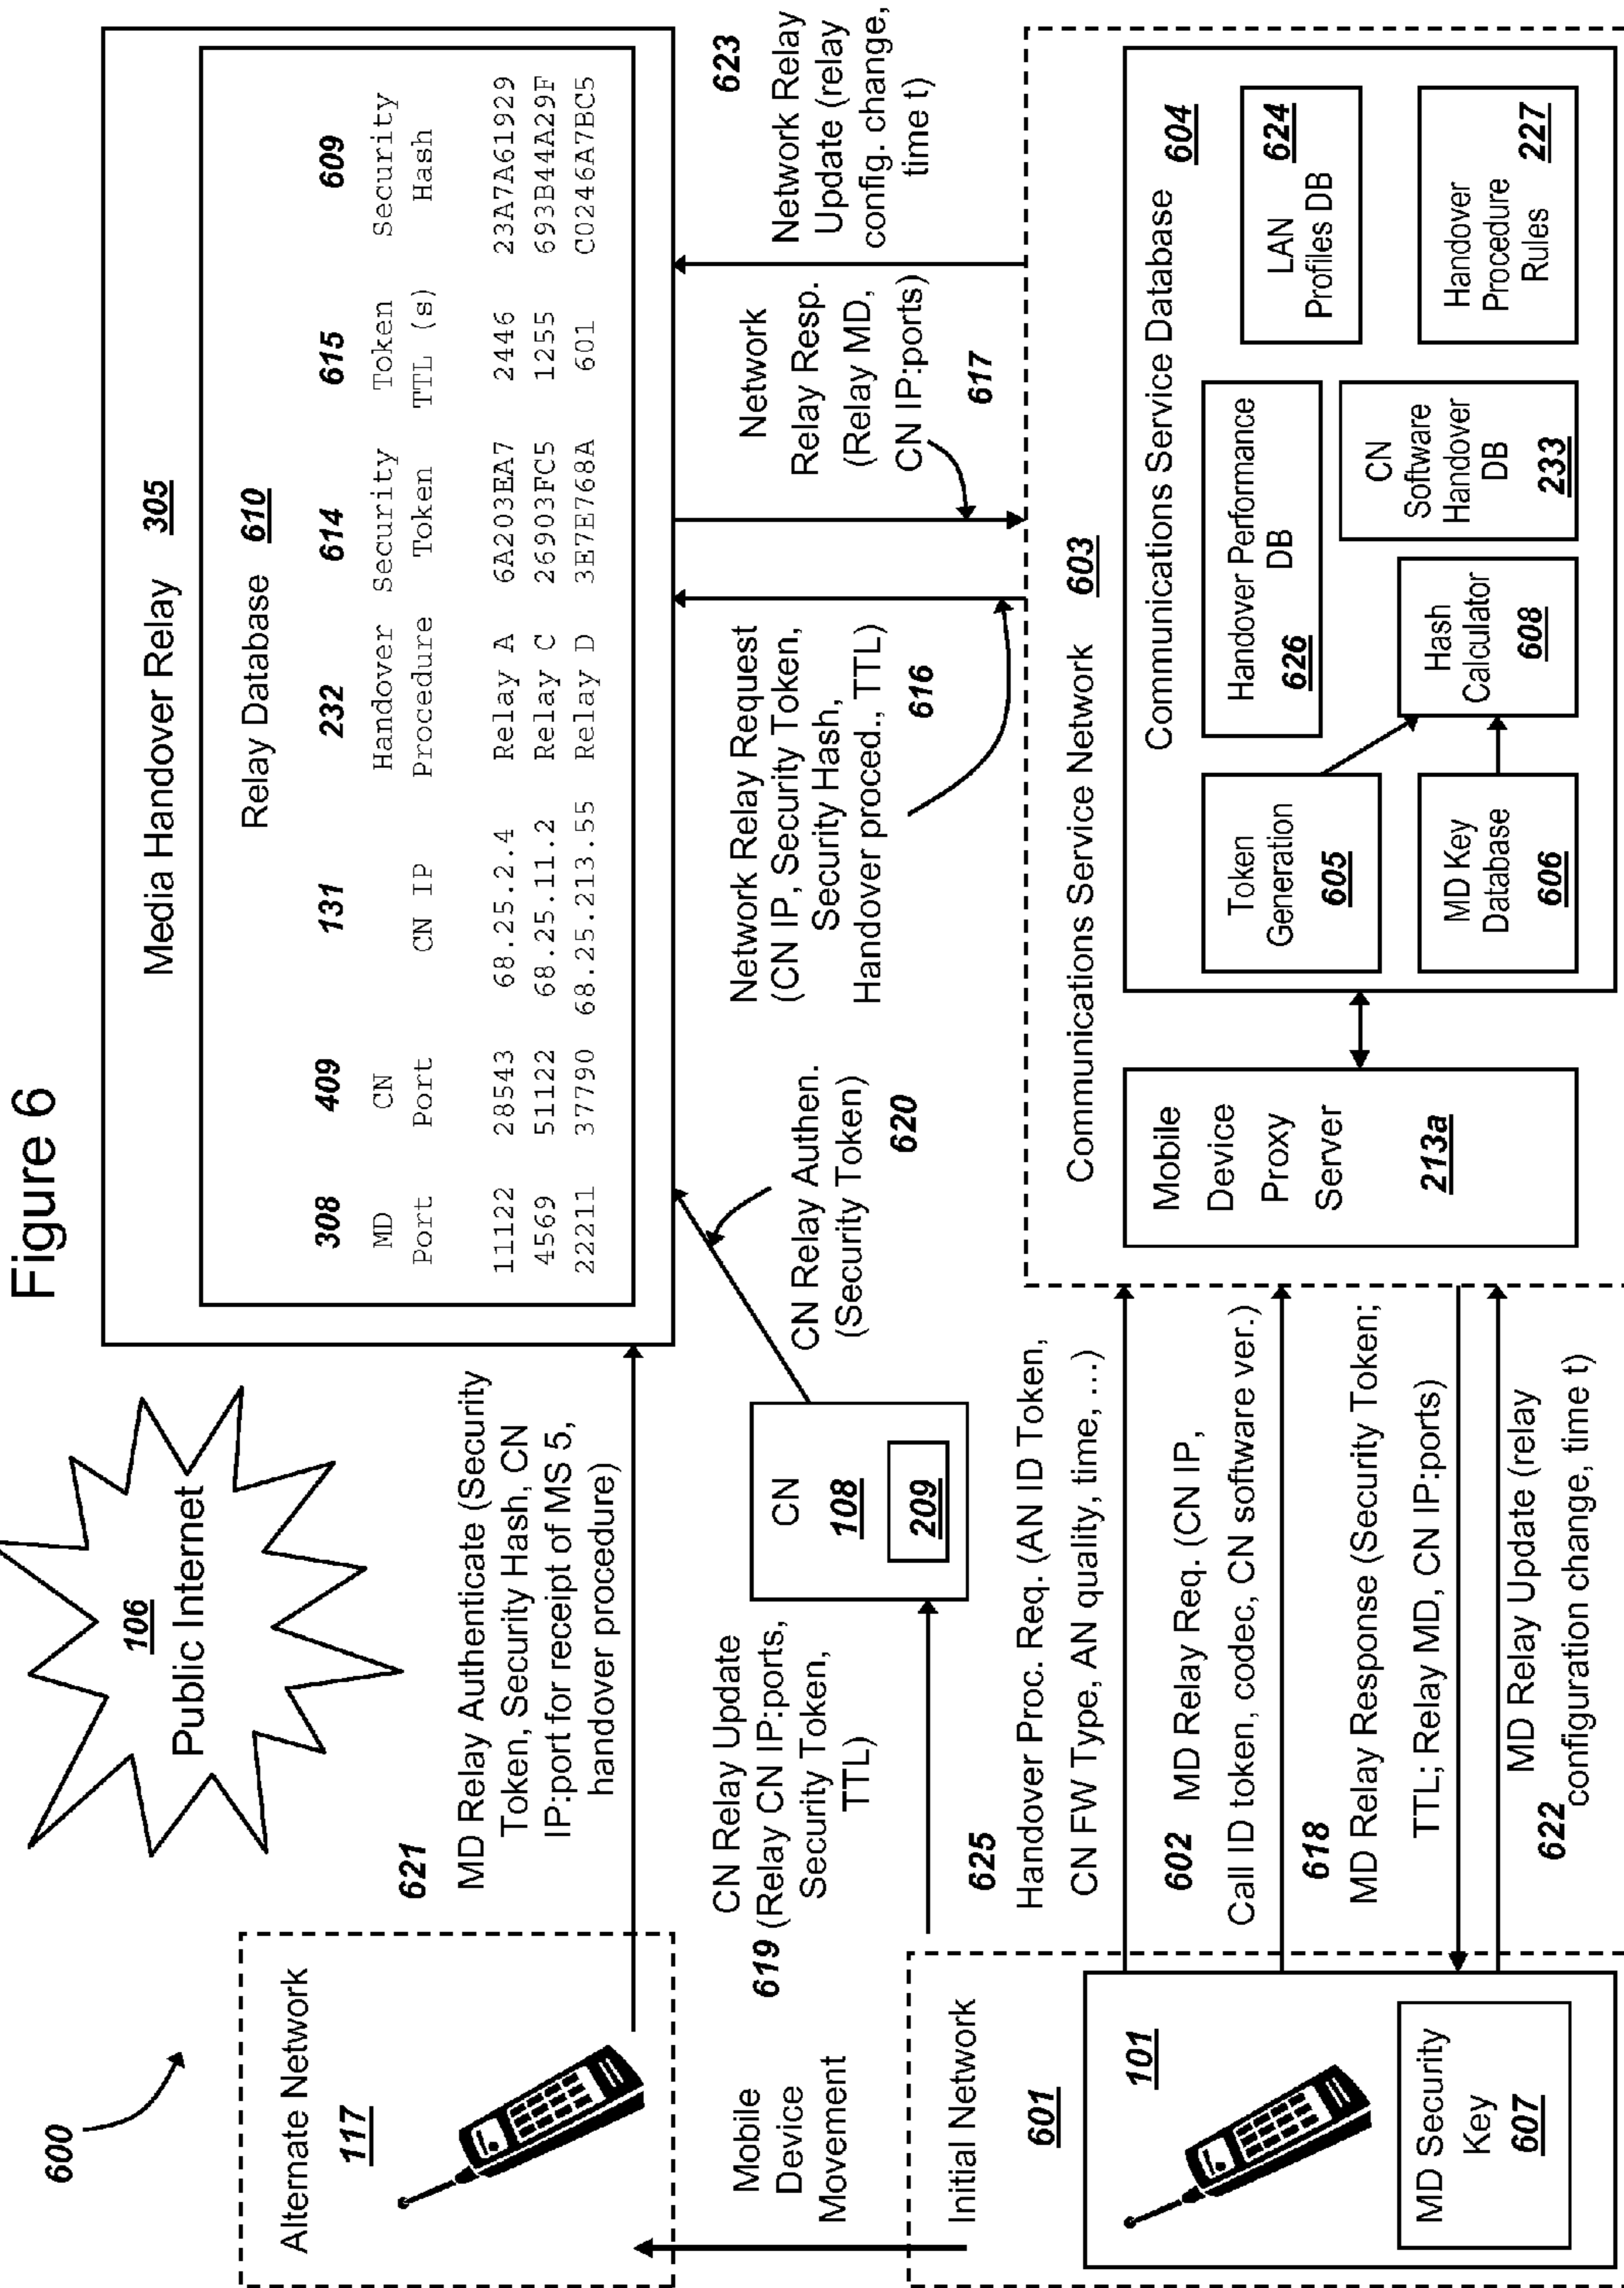 Figure 6
600
106
Public Internet
Alternate Network
117
621
MD Relay Authenticate (Security
Token, Security Hash, CN
IP:port for receipt of MS 5,
handover procedure)
Media Handover Relay 305
Relay Database 610
308 409 131 232 614 615 609
MD CN Handover Security Token Security
Port Port CN IP Procedure Token TTL (s) Hash
11122 28543 68.25.2.4 Relay A 6A203EA7 2446 23A7A61929
4569 51122 68.25.11.2 Relay C 26903FC5 1255 693B44A29F
22211 37790 68.25.213.55 Relay D 3E7E768A 601 C0246A7BC5
Mobile
Device
Movement
CN Relay Update
619 (Relay CN IP:ports,
Security Token,
TTL)
CN
108
209
CN Relay Authen.
(Security Token)
620
Network Relay Request
(CN IP, Security Token,
Security Hash,
Handover proced., TTL)
616
Network
Relay Resp.
(Relay MD,
CN IP:ports)
617
623
Network Relay
Update (relay
config. change,
time t)
Initial Network
601
101
MD Security
Key
607
625
Handover Proc. Req. (AN ID Token,
CN FW Type, AN quality, time, ...)
602 MD Relay Req. (CN IP,
Call ID token, codec, CN software ver.)
618
MD Relay Response (Security Token;
TTL; Relay MD, CN IP:ports)
MD Relay Update (relay
622 configuration change, time t)
Communications Service Network 603
Mobile
Device
Proxy
Server
213a
Communications Service Database
604
Token
Generation
605
MD Key
Database
606
Handover Performance
DB
626
Hash
Calculator
608
CN
Software
Handover
DB
233
LAN
Profiles DB
624
Handover
Procedure
Rules
227